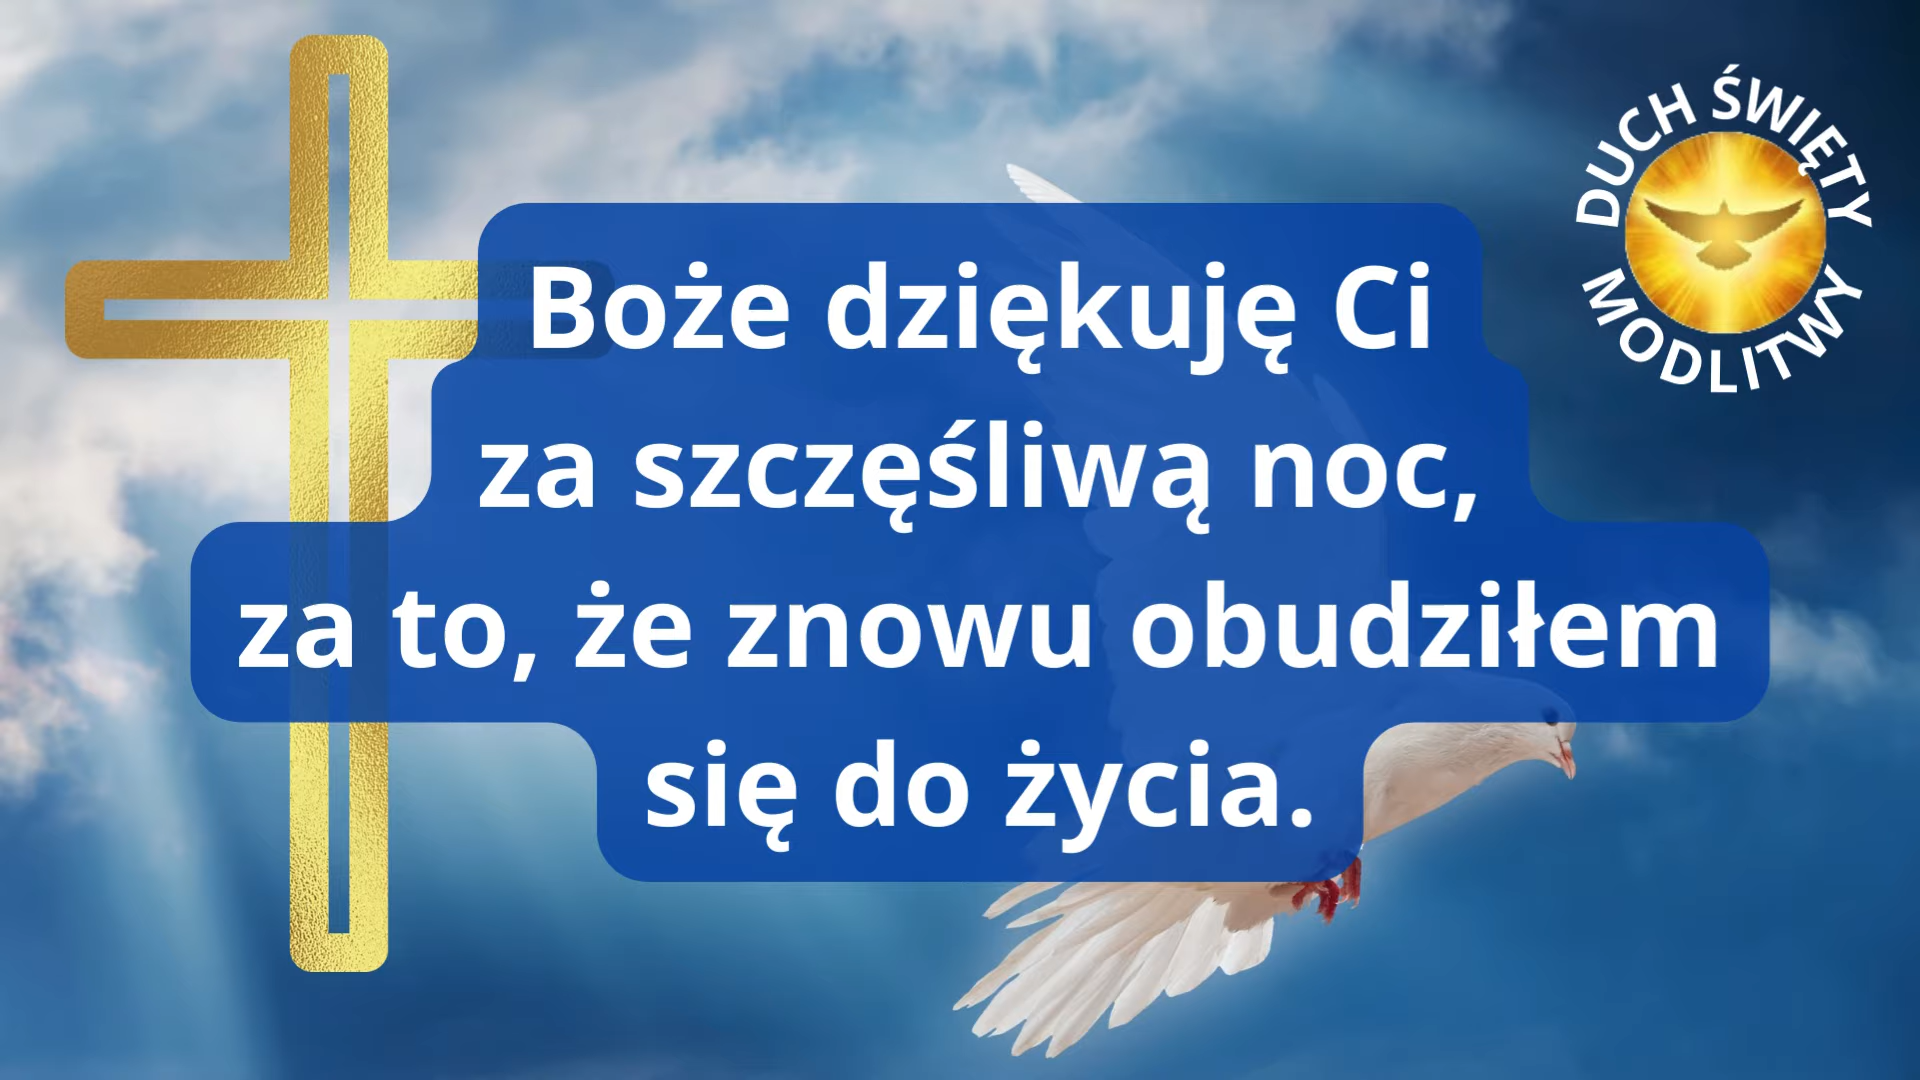 Boże dziękuję Ci
za szczęśliwą noc,
za to, że znowu obudziłem
się do życia.
DUCH ŚWIĘTY
MODLITWY